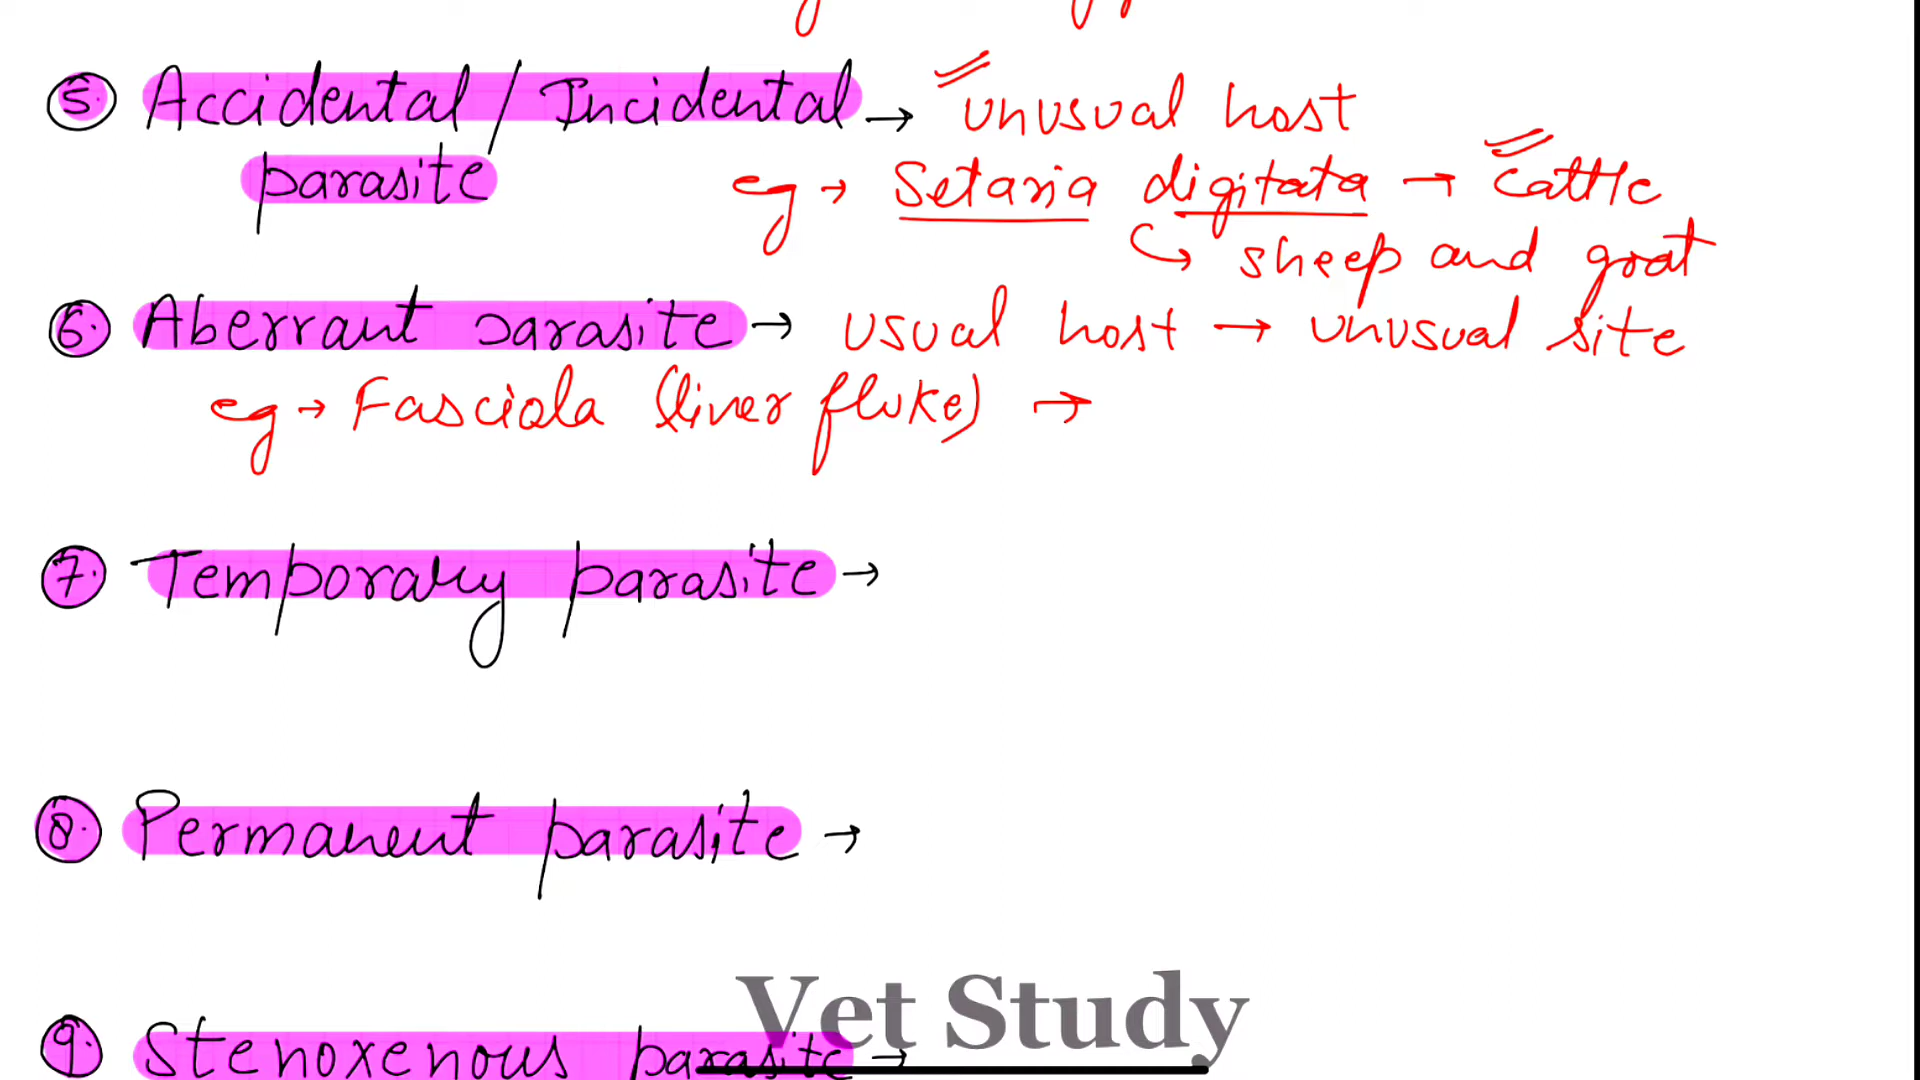 5. Accidental / Incidental → unusual host
parasite eg → Setaria digitata → cattle
↳ sheep and goat
6. Aberrant parasite → usual host → unusual site
eg → Fasciola (liver fluke) →
7. Temporary parasite →
8. Permanent parasite →
Vet Study
9. Stenoxenous parasite →